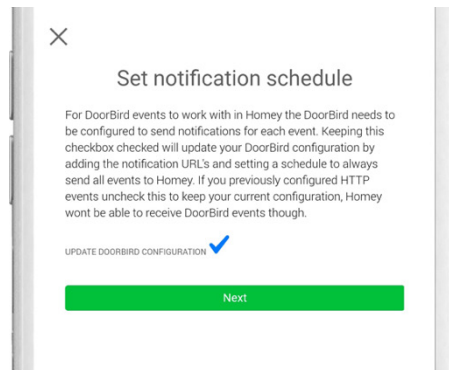 Set notification schedule
For DoorBird events to work with in Homey the DoorBird needs to
be configured to send notifications for each event. Keeping this
checkbox checked will update your DoorBird configuration by
adding the notification URL's and setting a schedule to always
send all events to Homey. If you previously configured HTTP
events uncheck this to keep your current configuration, Homey
wont be able to receive DoorBird events though.
UPDATE DOORBIRD CONFIGURATION
Next